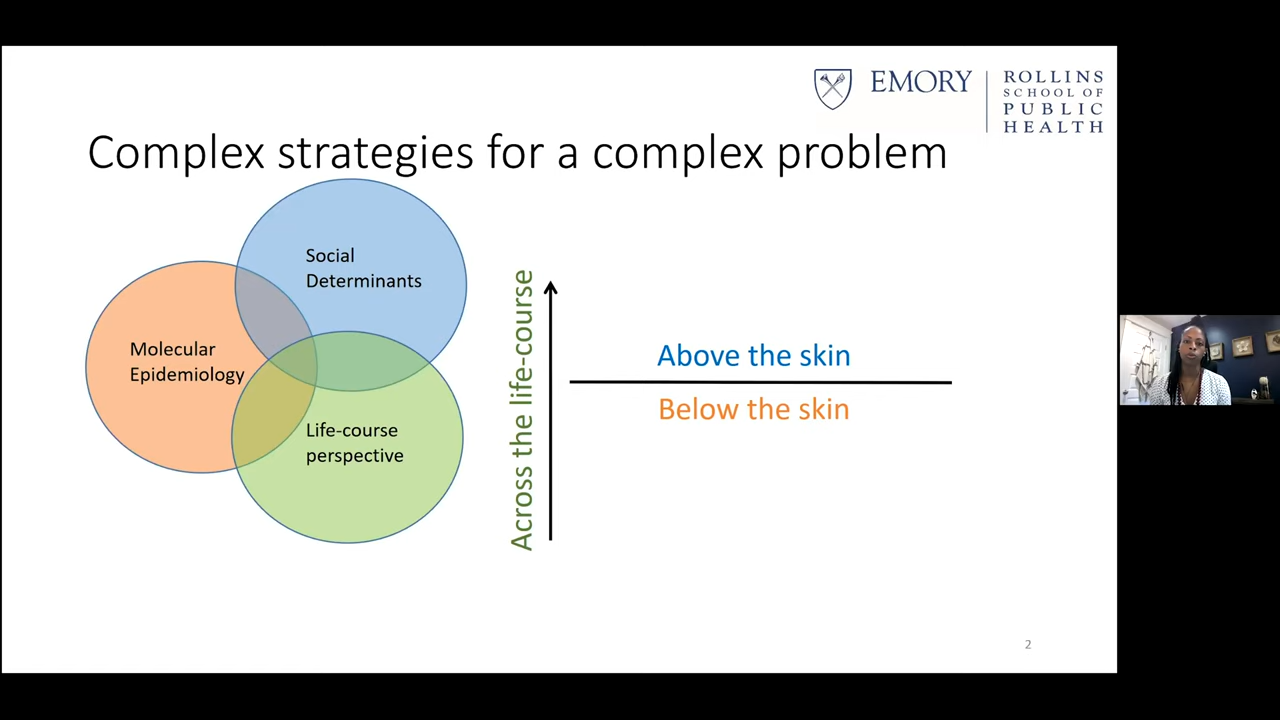 EMORY
ROLLINS
SCHOOL OF
PUBLIC
HEALTH
Complex strategies for a complex problem
Social
Determinants
Molecular
Epidemiology
Life-course
perspective
Across the life-course
Above the skin
Below the skin
2